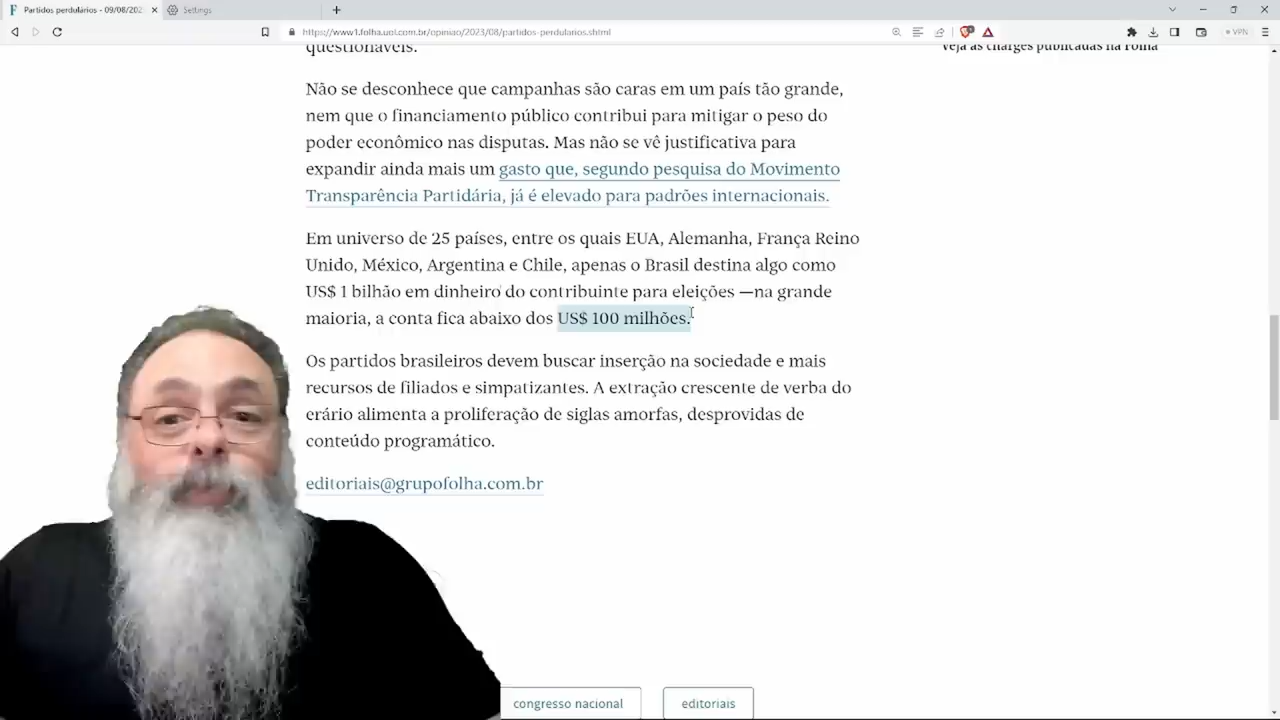 Partidos perdulários - 09/08/202
Settings
https://www1.folha.uol.com.br/opiniao/2023/08/partidos-perdularios.shtml
VPN
questionáveis.
Veja as charges publicadas na Folha
Não se desconhece que campanhas são caras em um país tão grande,
nem que o financiamento público contribui para mitigar o peso do
poder econômico nas disputas. Mas não se vê justificativa para
expandir ainda mais um gasto que, segundo pesquisa do Movimento
Transparência Partidária, já é elevado para padrões internacionais.
Em universo de 25 países, entre os quais EUA, Alemanha, França Reino
Unido, México, Argentina e Chile, apenas o Brasil destina algo como
US$ 1 bilhão em dinheiro do contribuinte para eleições —na grande
maioria, a conta fica abaixo dos US$ 100 milhões.
Os partidos brasileiros devem buscar inserção na sociedade e mais
recursos de filiados e simpatizantes. A extração crescente de verba do
erário alimenta a proliferação de siglas amorfas, desprovidas de
conteúdo programático.
editoriais@grupofolha.com.br
congresso nacional
editoriais